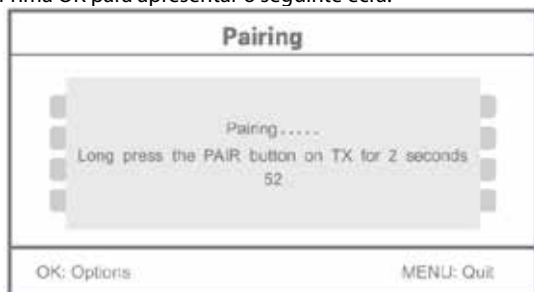 rima OK para apresentar o seguinte ecrã:
Pairing
Pairing.....
Long press the PAIR button on TX for 2 seconds
52
OK: Options
MENU: Quit